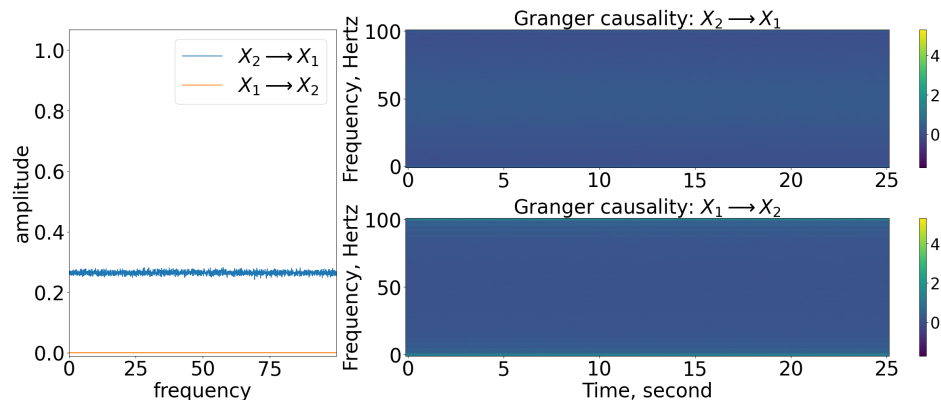 1.0
0.8
0.6
0.4
0.2
0.0
amplitude
0 25 50 75
frequency
X₂ ⟶ X₁
X₁ ⟶ X₂
Granger causality: X₂ ⟶ X₁
Frequency, Hertz
100
50
0
0 5 10 15 20 25
4
2
0
Granger causality: X₁ ⟶ X₂
Frequency, Hertz
100
50
0
0 5 10 15 20 25
Time, second
4
2
0